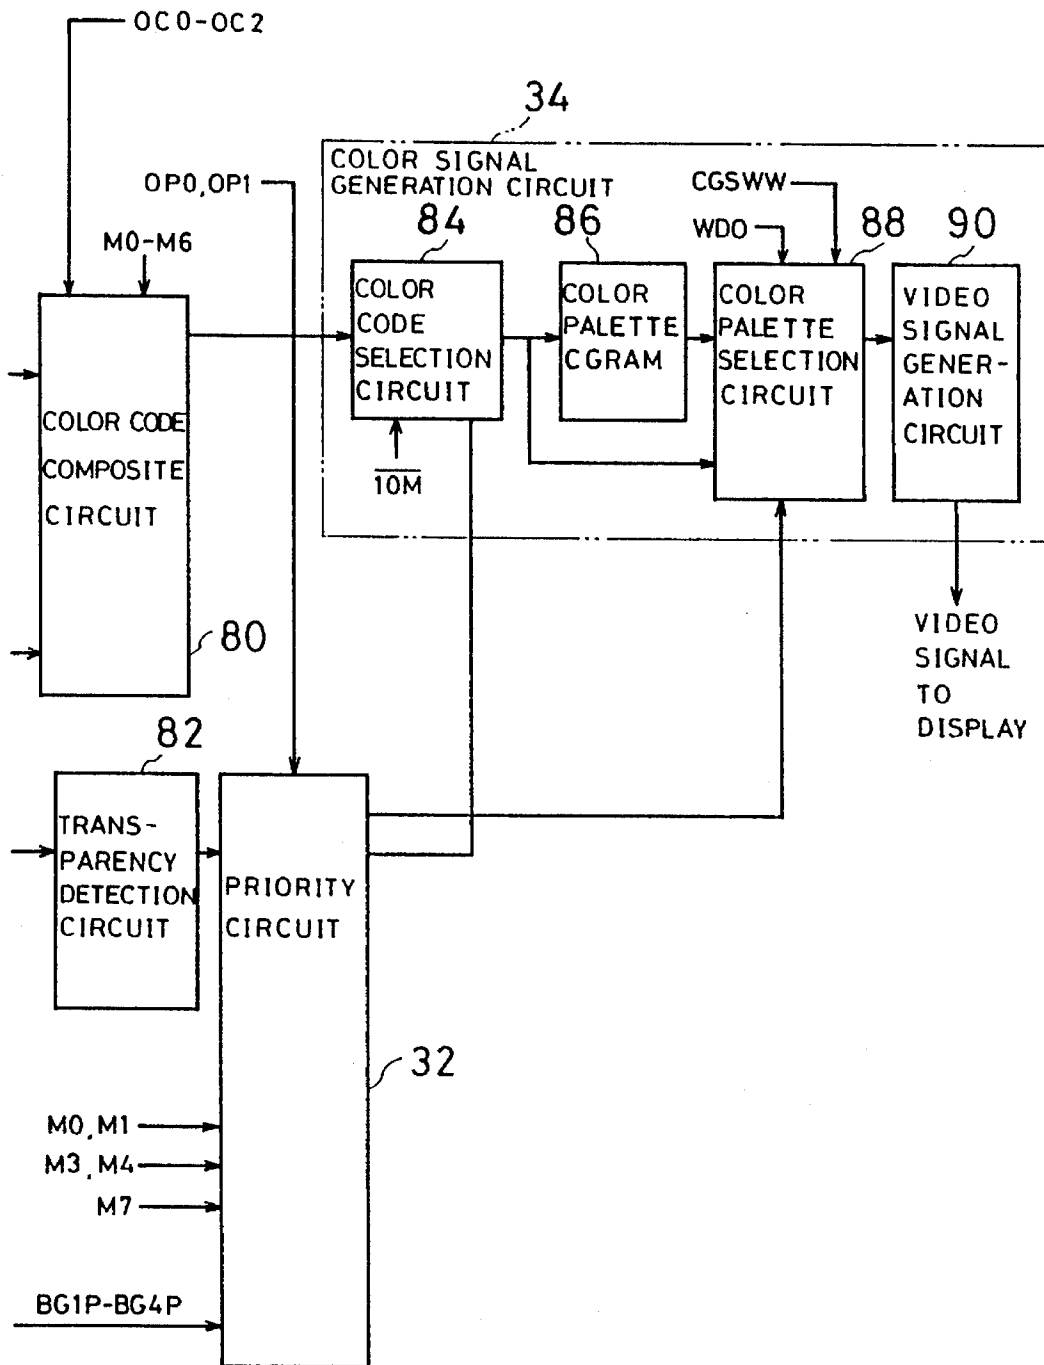 OC0-OC2
34
COLOR SIGNAL
GENERATION CIRCUIT
OP0,OP1
CGSWW
84
86
WDO
88
90
M0-M6
COLOR
CODE
SELECTION
CIRCUIT
COLOR
PALETTE
CGRAM
COLOR
PALETTE
SELECTION
CIRCUIT
VIDEO
SIGNAL
GENER-
ATION
CIRCUIT
COLOR CODE
COMPOSITE
CIRCUIT
10M
80
VIDEO
SIGNAL
TO
DISPLAY
82
TRANS-
PARENCY
DETECTION
CIRCUIT
PRIORITY
CIRCUIT
32
M0,M1
M3,M4
M7
BG1P-BG4P